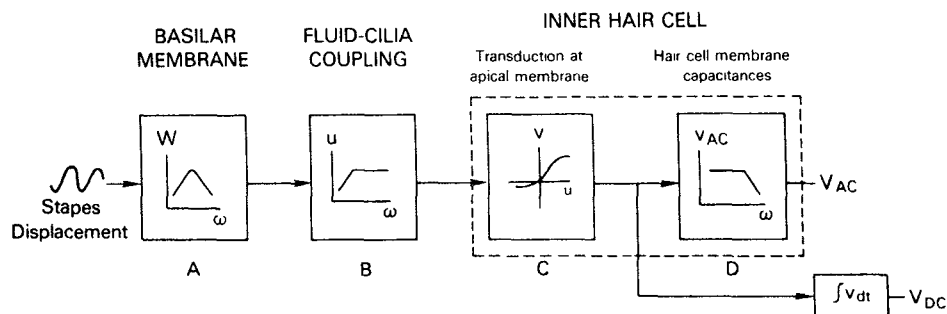 INNER HAIR CELL
BASILAR
MEMBRANE
FLUID-CILIA
COUPLING
Transduction at
apical membrane
Hair cell membrane
capacitances
W
ω
u
ω
V
u
VAC
ω
Stapes
Displacement
VAC
A
B
C
D
∫vdt
VDC